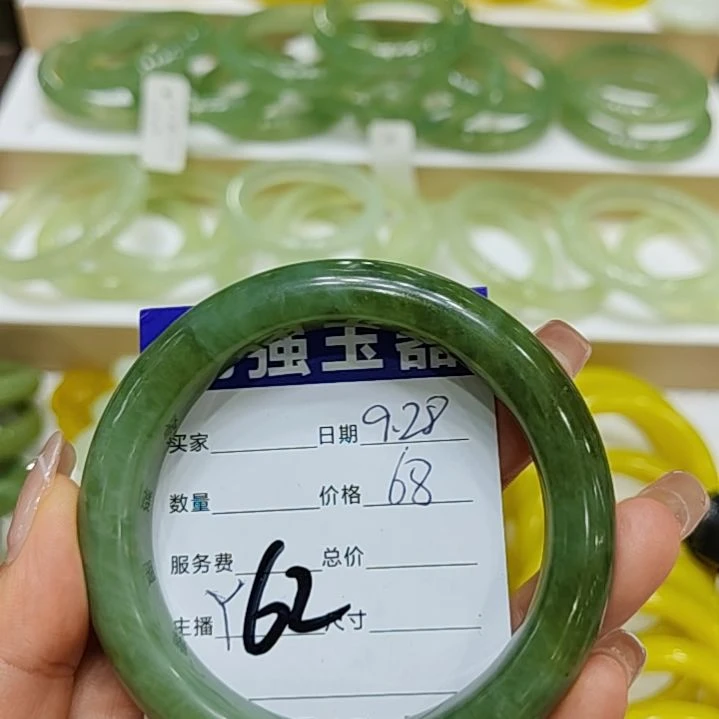 强玉器
买家 日期 9.28
数量 价格 68
服务费 总价
主播 Y 62 尺寸